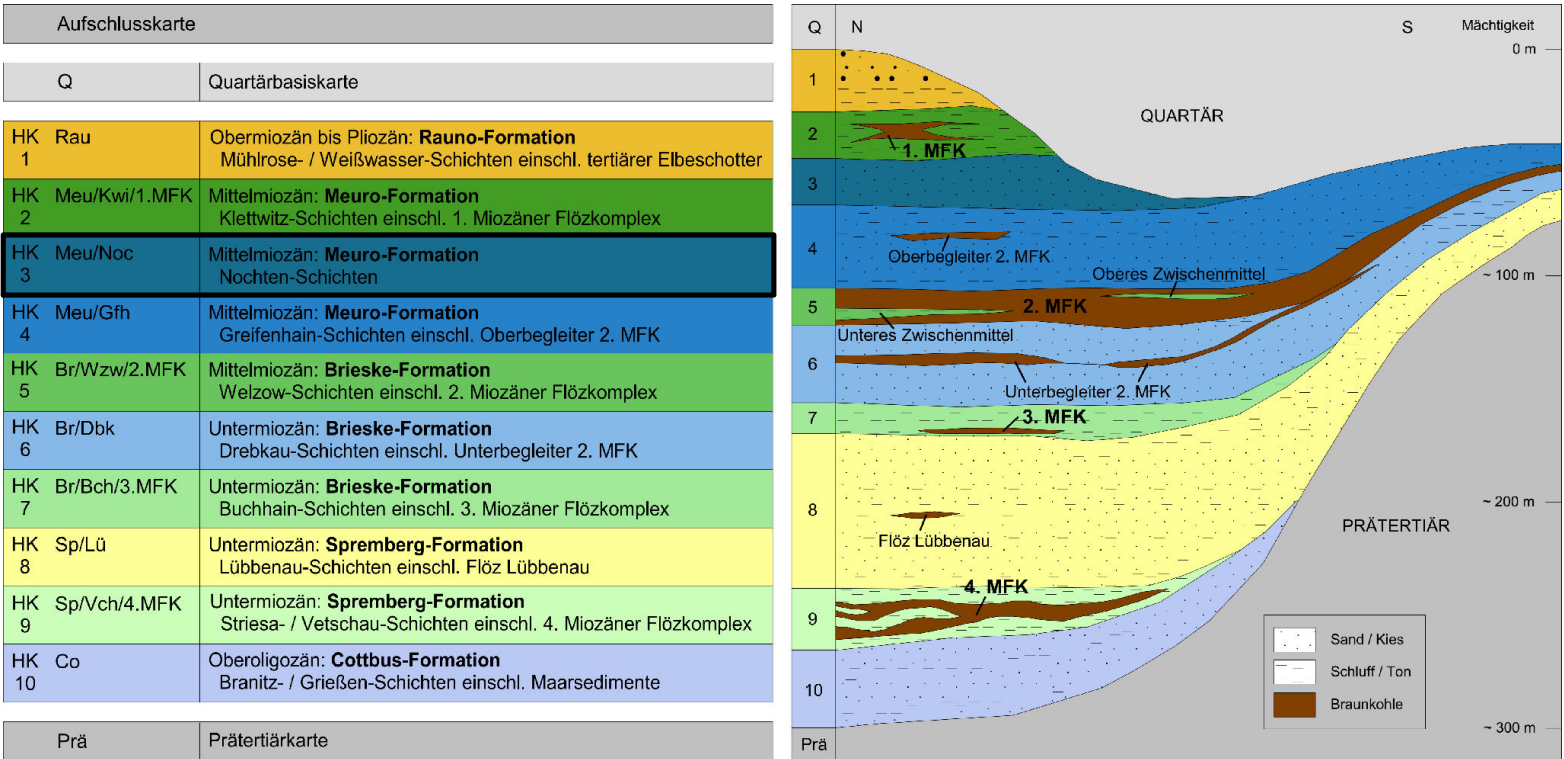 Aufschlusskarte
Q Quartärbasiskarte
HK 1 Rau Obermiozän bis Pliozän: Rauno-Formation
Mühlrose- / Weißwasser-Schichten einschl. tertiärer Elbeschotter
HK 2 Meu/Kwi/1.MFK Mittelmiozän: Meuro-Formation
Klettwitz-Schichten einschl. 1. Miozäner Flözkomplex
HK 3 Meu/Noc Mittelmiozän: Meuro-Formation
Nochten-Schichten
HK 4 Meu/Gfh Mittelmiozän: Meuro-Formation
Greifenhain-Schichten einschl. Oberbegleiter 2. MFK
HK 5 Br/Wzw/2.MFK Mittelmiozän: Brieske-Formation
Welzow-Schichten einschl. 2. Miozäner Flözkomplex
HK 6 Br/Dbk Untermiozän: Brieske-Formation
Drebkau-Schichten einschl. Unterbegleiter 2. MFK
HK 7 Br/Bch/3.MFK Untermiozän: Brieske-Formation
Buchhain-Schichten einschl. 3. Miozäner Flözkomplex
HK 8 Sp/Lü Untermiozän: Spremberg-Formation
Lübbenau-Schichten einschl. Flöz Lübbenau
HK 9 Sp/Vch/4.MFK Untermiozän: Spremberg-Formation
Striesa- / Vetschau-Schichten einschl. 4. Miozäner Flözkomplex
HK 10 Co Oberoligozän: Cottbus-Formation
Branitz- / Grießen-Schichten einschl. Maarsedimente
Prä Prätertiärkarte
Q N S Mächtigkeit
0 m
1
QUARTÄR
2
1. MFK
3
4
Oberbegleiter 2. MFK
Oberes Zwischenmittel
~ 100 m
5
2. MFK
Unteres Zwischenmittel
6
Unterbegleiter 2. MFK
7
3. MFK
~ 200 m
8
PRÄTERTIÄR
Flöz Lübbenau
4. MFK
9
Sand / Kies
Schluff / Ton
Braunkohle
10
~ 300 m
Prä